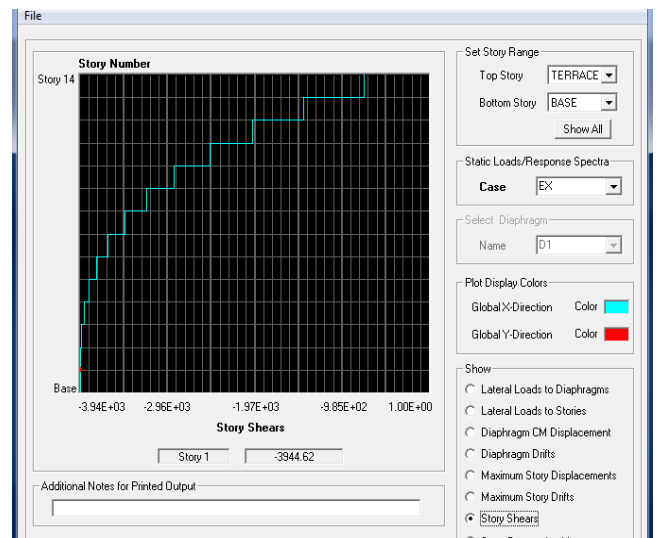 File
Story Number
Story 14
Base
-3.94E+03 -2.96E+03 -1.97E+03 -9.85E+02 1.00E+00
Story Shears
Story 1 -3944.62
Additional Notes for Printed Output
Set Story Range
Top Story TERRACE
Bottom Story BASE
Show All
Static Loads/Response Spectra
Case EX
Select Diaphragm
Name D1
Plot Display Colors
Global X-Direction Color
Global Y-Direction Color
Show
Lateral Loads to Diaphragms
Lateral Loads to Stories
Diaphragm CM Displacement
Diaphragm Drifts
Maximum Story Displacements
Maximum Story Drifts
Story Shears